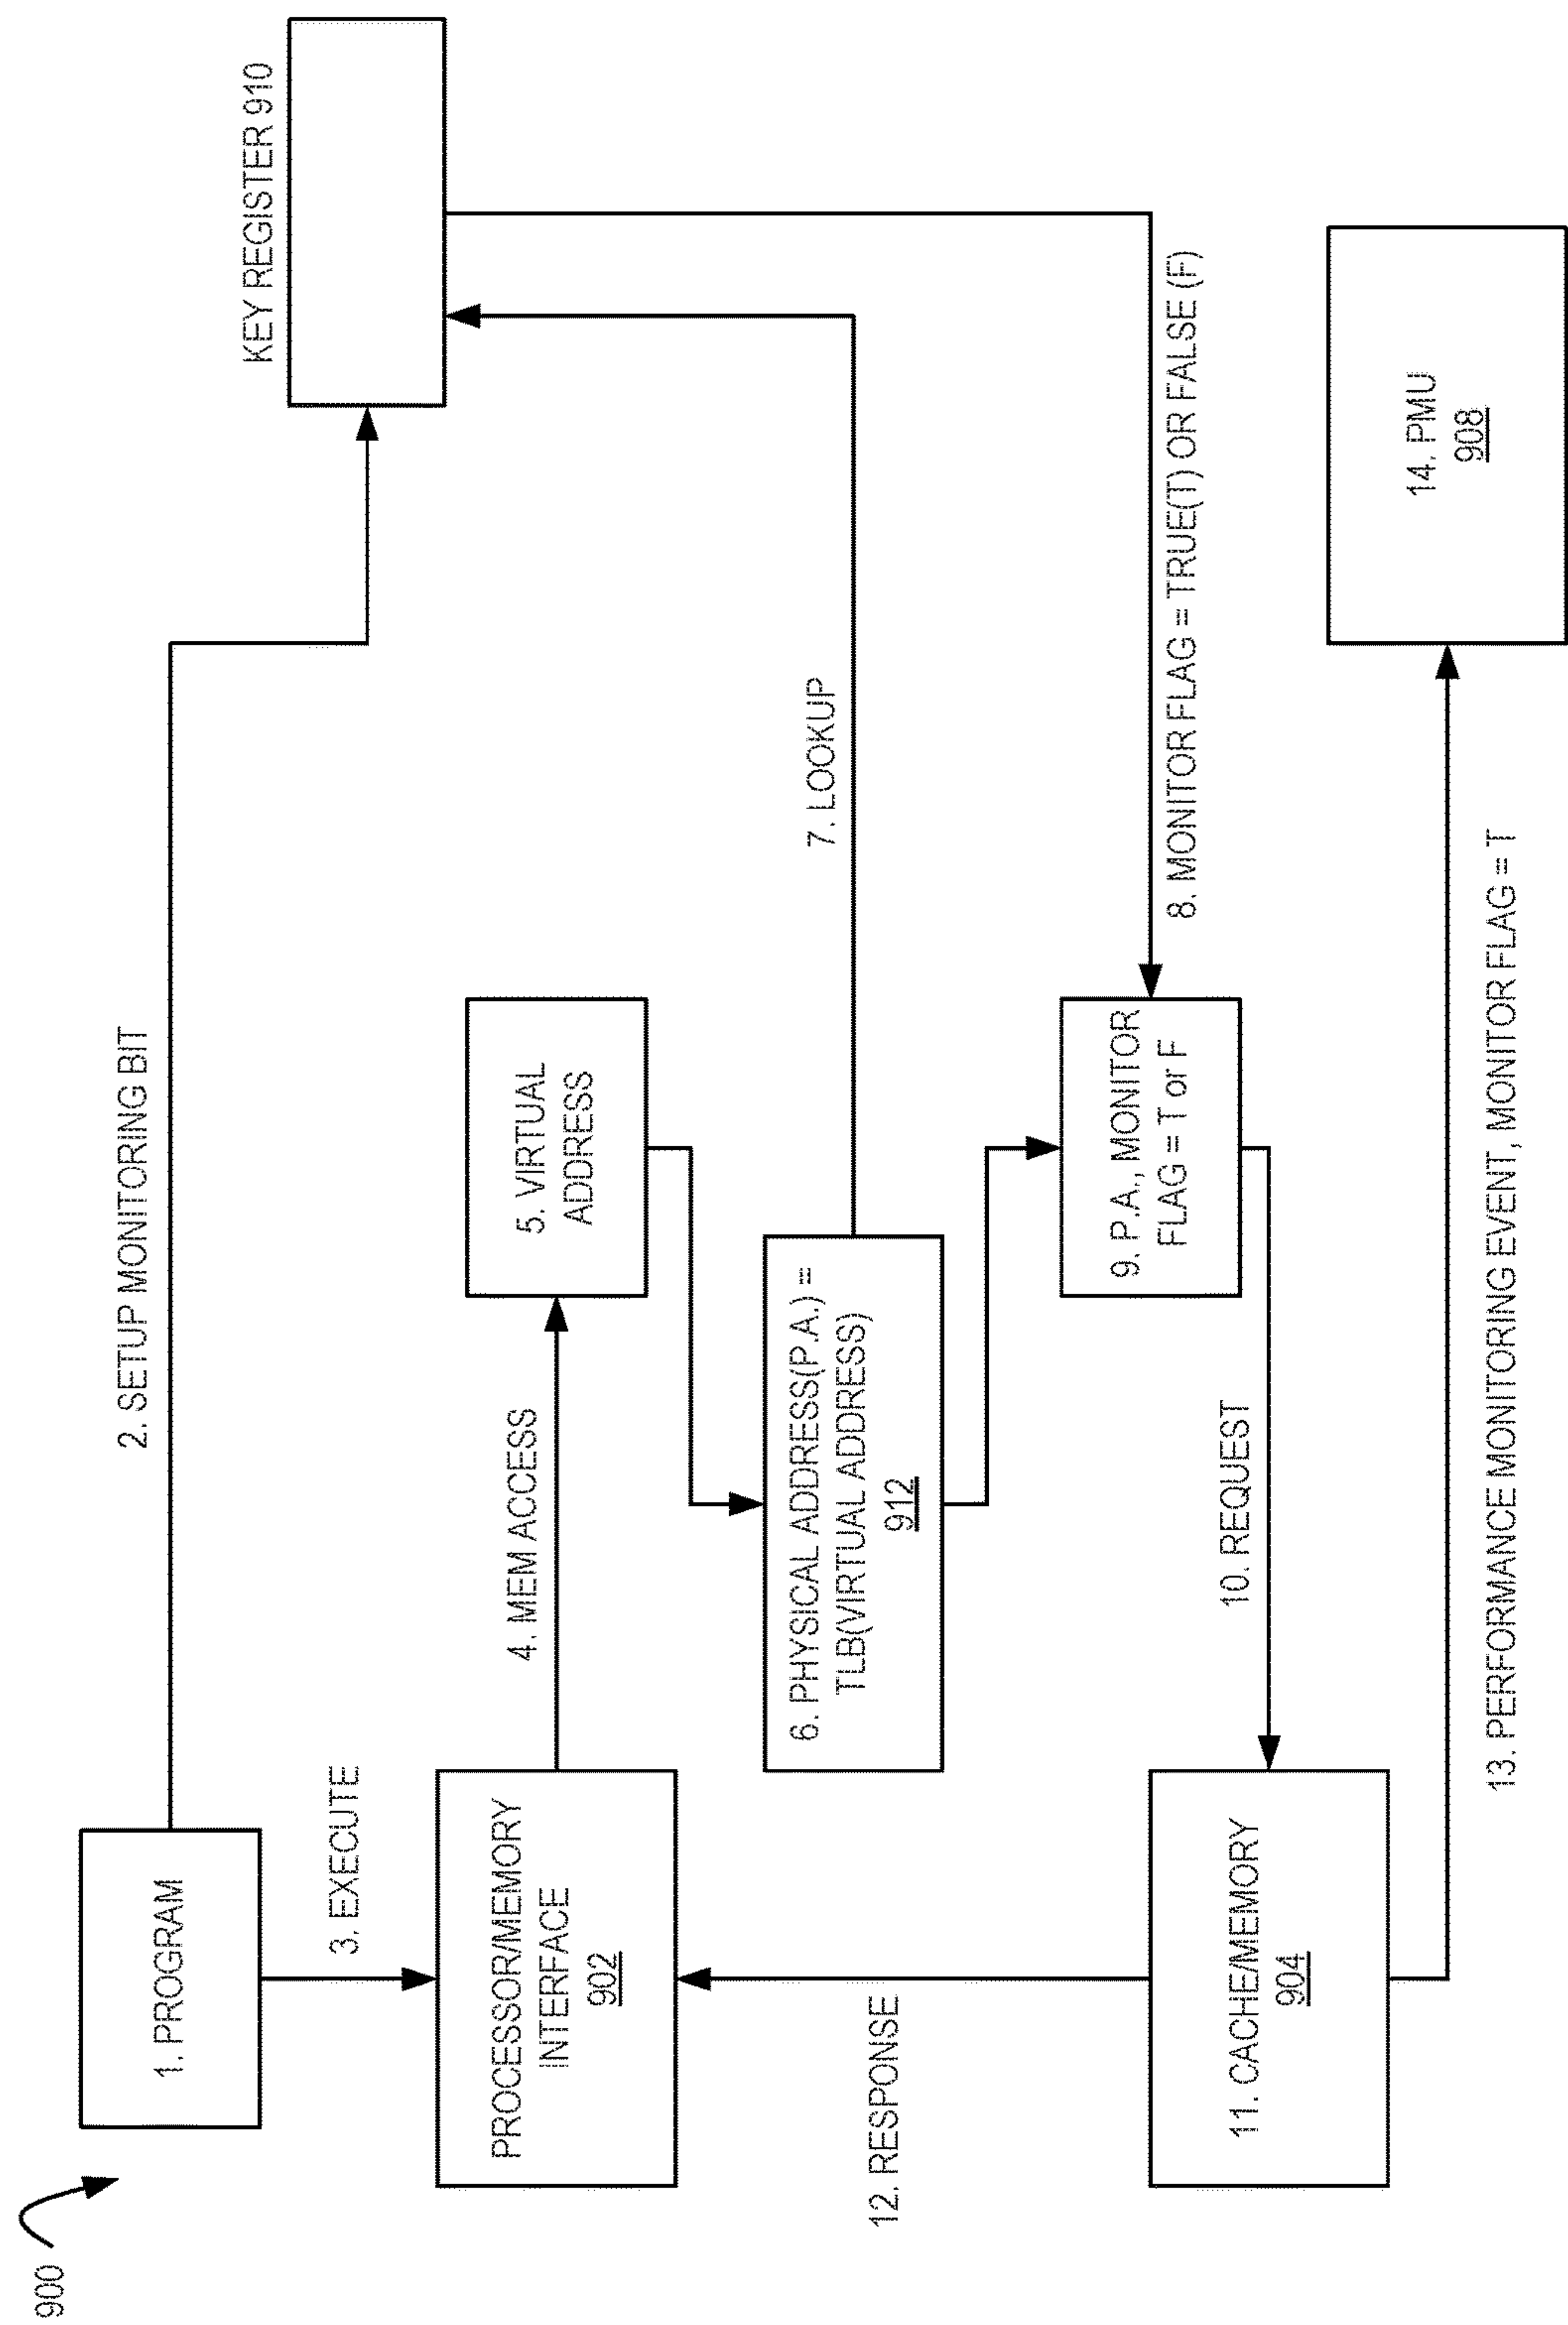 900
1. PROGRAM
2. SETUP MONITORING BIT
KEY REGISTER 910
3. EXECUTE
PROCESSOR/MEMORY
INTERFACE
902
4. MEM ACCESS
5. VIRTUAL
ADDRESS
6. PHYSICAL ADDRESS(P.A.) =
TLB(VIRTUAL ADDRESS)
912
7. LOOKUP
8. MONITOR FLAG = TRUE(T) OR FALSE (F)
9. P.A., MONITOR
FLAG = T or F
10. REQUEST
11. CACHE/MEMORY
904
12. RESPONSE
13. PERFORMANCE MONITORING EVENT, MONITOR FLAG = T
14. PMU
908